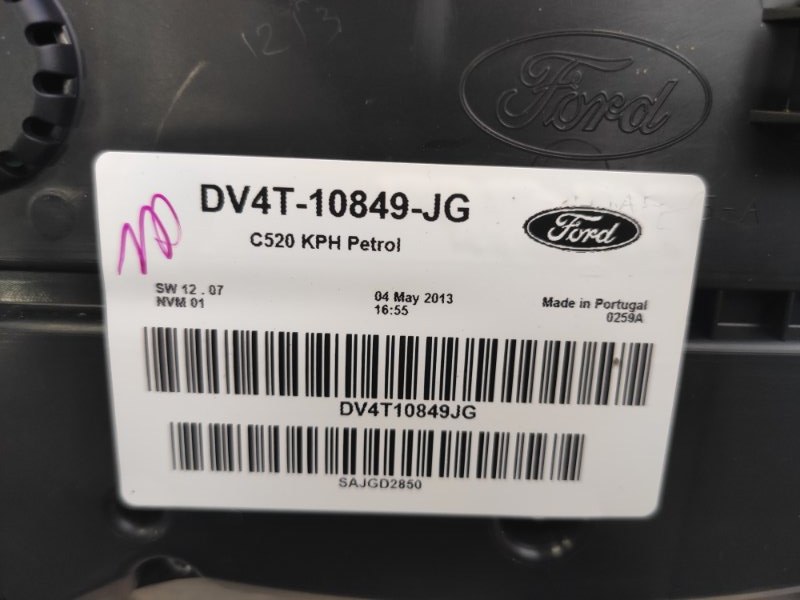 1213
Ford
DV4T-10849-JG
Ford
C520 KPH Petrol
SW 12 . 07
04 May 2013
Made in Portugal
NVM 01
16:55
0259A
DV4T10849JG
SAJGD2850